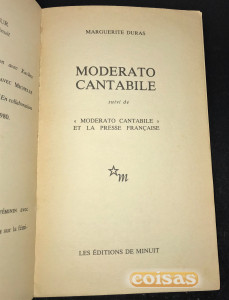 MARGUERITE DURAS
MODERATO
CANTABILE
suivi de
« MODERATO CANTABILE »
ET LA PRESSE FRANÇAISE
m
LES ÉDITIONS DE MINUIT
coisas